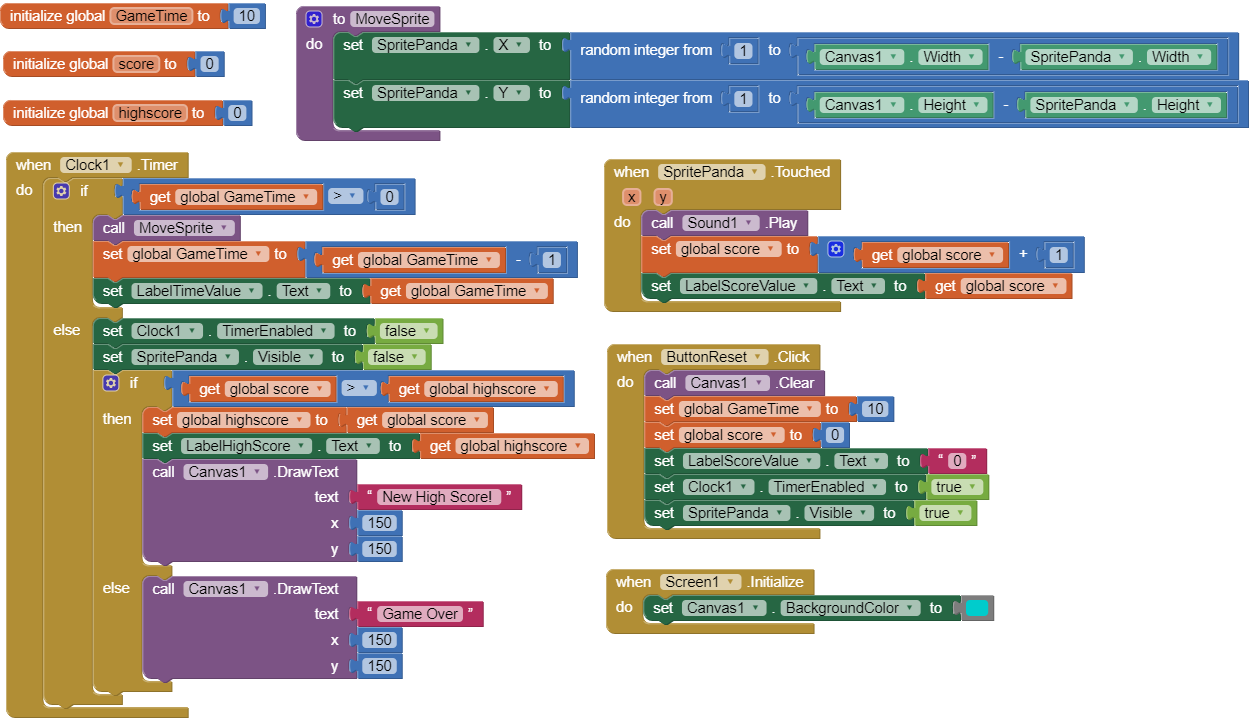 initialize global GameTime to 10
initialize global score to 0
initialize global highscore to 0
to MoveSprite
do set SpritePanda . X to random integer from 1 to Canvas1 . Width - SpritePanda . Width
set SpritePanda . Y to random integer from 1 to Canvas1 . Height - SpritePanda . Height
when Clock1 .Timer
do if get global GameTime > 0
then call MoveSprite
set global GameTime to get global GameTime - 1
set LabelTimeValue . Text to get global GameTime
else set Clock1 . TimerEnabled to false
set SpritePanda . Visible to false
if get global score > get global highscore
then set global highscore to get global score
set LabelHighScore . Text to get global highscore
call Canvas1 .DrawText
text “ New High Score! ”
x 150
y 150
else call Canvas1 .DrawText
text “ Game Over ”
x 150
y 150
when SpritePanda .Touched
x y
do call Sound1 .Play
set global score to get global score + 1
set LabelScoreValue . Text to get global score
when ButtonReset .Click
do call Canvas1 .Clear
set global GameTime to 10
set global score to 0
set LabelScoreValue . Text to “ 0 ”
set Clock1 . TimerEnabled to true
set SpritePanda . Visible to true
when Screen1 .Initialize
do set Canvas1 . BackgroundColor to